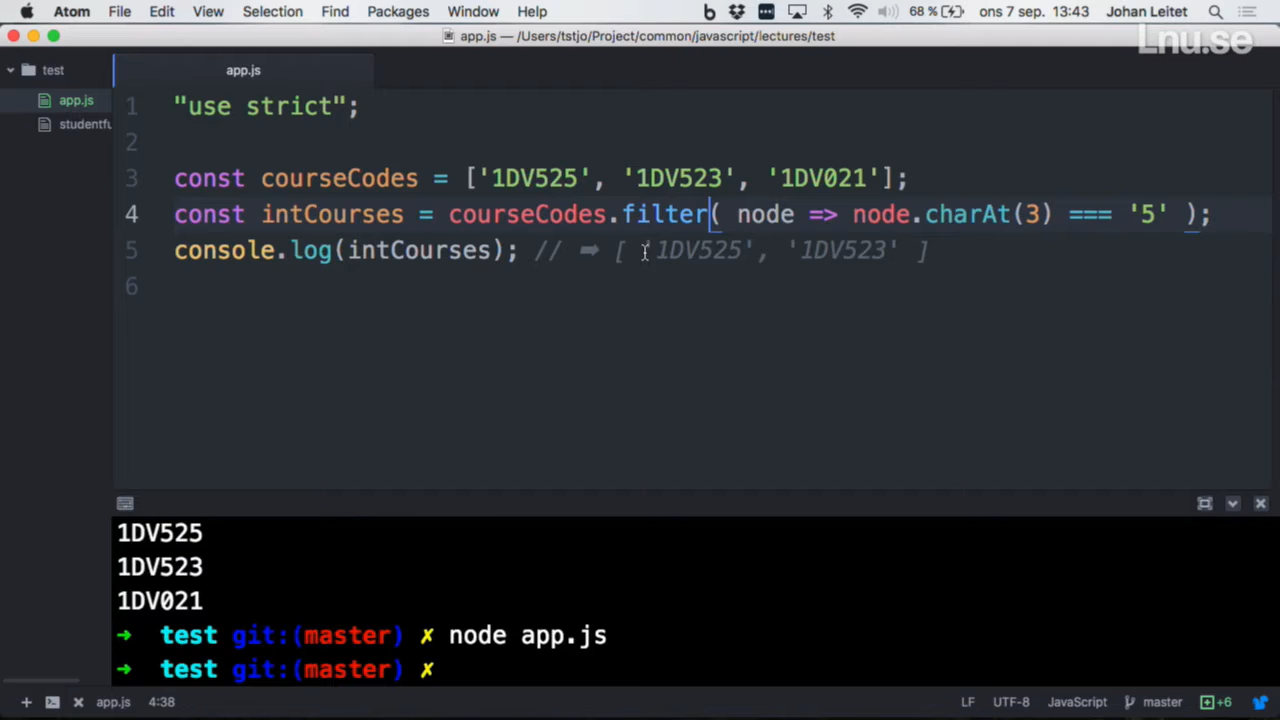 Atom File Edit View Selection Find Packages Window Help 68 % ons 7 sep. 13:43 Johan Leitet
app.js — /Users/tstjo/Project/common/javascript/lectures/test
Lnu.se
test
app.js
app.js
studentfu
1 "use strict";
2
3 const courseCodes = ['1DV525', '1DV523', '1DV021'];
4 const intCourses = courseCodes.filter( node => node.charAt(3) === '5' );
5 console.log(intCourses); // ➡ [ '1DV525', '1DV523' ]
6
1DV525
1DV523
1DV021
➜ test git:(master) ✗ node app.js
➜ test git:(master) ✗
+ app.js 4:38 LF UTF-8 JavaScript master +6